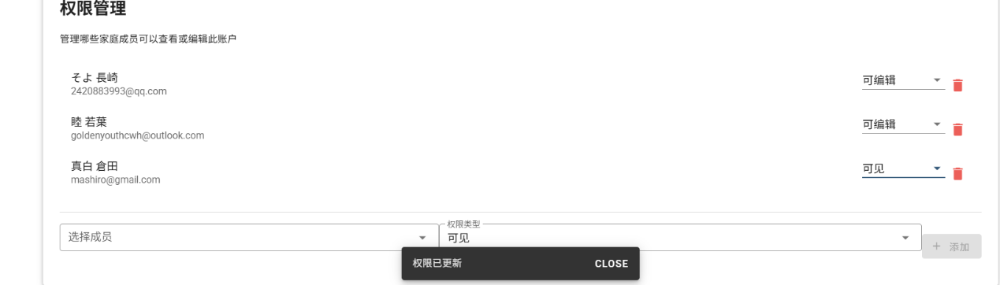 权限管理
管理哪些家庭成员可以查看或编辑此账户
そよ 長崎
可编辑
2420883993@qq.com
睦 若葉
可编辑
goldenyouthcwh@outlook.com
真白 倉田
可见
mashiro@gmail.com
选择成员
权限类型
可见
+ 添加
权限已更新
CLOSE